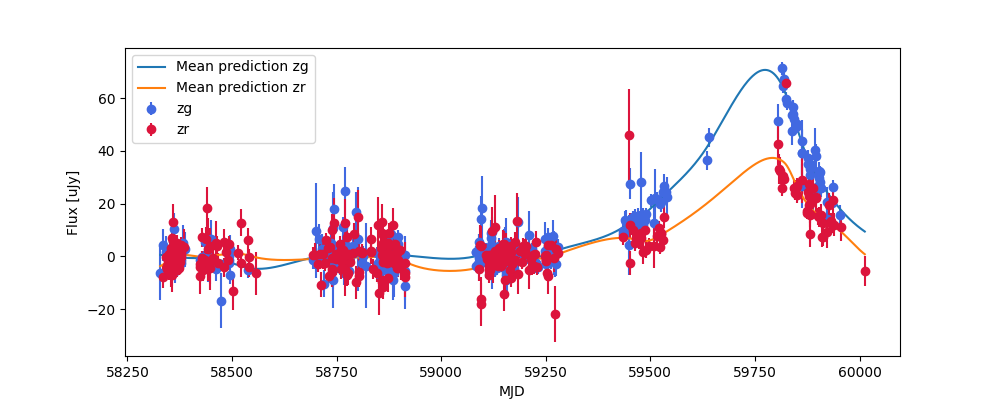 Mean prediction zg
Mean prediction zr
zg
zr
Flux [uJy]
60
40
20
0
−20
58250 58500 58750 59000 59250 59500 59750 60000
MJD